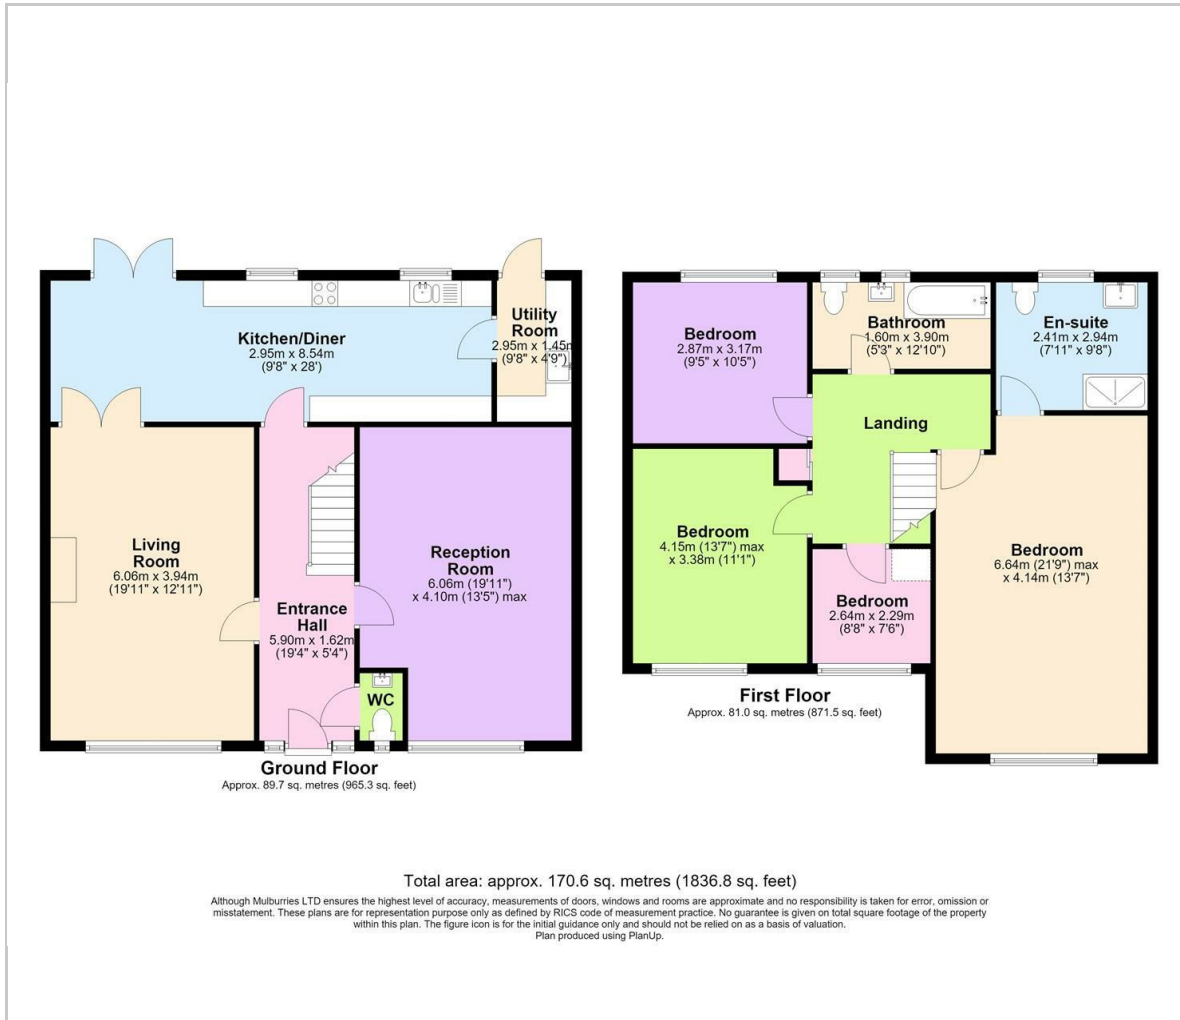 Kitchen/Diner
2.95m x 8.54m
(9'8" x 28')
Utility
Room
2.95m x 1.45m
(9'8" x 4'9")
Living
Room
6.06m x 3.94m
(19'11" x 12'11")
Entrance
Hall
5.90m x 1.62m
(19'4" x 5'4")
Reception
Room
6.06m (19'11")
x 4.10m (13'5") max
WC
Ground Floor
Approx. 89.7 sq. metres (965.3 sq. feet)
Bedroom
2.87m x 3.17m
(9'5" x 10'5")
Bathroom
1.60m x 3.90m
(5'3" x 12'10")
En-suite
2.41m x 2.94m
(7'11" x 9'8")
Landing
Bedroom
4.15m (13'7") max
x 3.38m (11'1")
Bedroom
2.64m x 2.29m
(8'8" x 7'6")
Bedroom
6.64m (21'9") max
x 4.14m (13'7")
First Floor
Approx. 81.0 sq. metres (871.5 sq. feet)
Total area: approx. 170.6 sq. metres (1836.8 sq. feet)
Although Mulburries LTD ensures the highest level of accuracy, measurements of doors, windows and rooms are approximate and no responsibility is taken for error, omission or
misstatement. These plans are for representation purpose only as defined by RICS code of measurement practice. No guarantee is given on total square footage of the property
within this plan. The figure icon is for the initial guidance only and should not be relied on as a basis of valuation.
Plan produced using PlanUp.